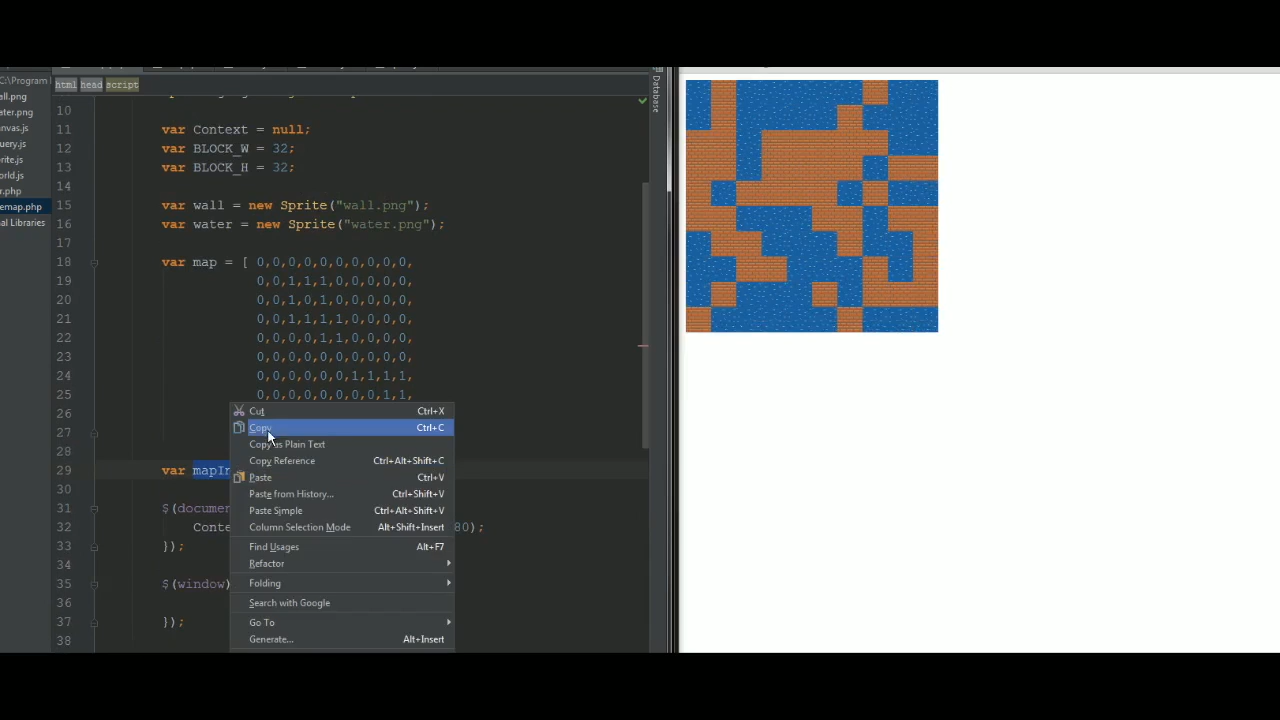 html head script
C:\Program
all.png
ater.png
anvas.js
query.js
rite.js
orld.js
r.php
emap.php
al Libraries
Database
10
11 var Context = null;
12 var BLOCK_W = 32;
13 var BLOCK_H = 32;
14
15 var wall = new Sprite("wall.png");
16 var water = new Sprite("water.png");
17
18 var map = [ 0,0,0,0,0,0,0,0,0,0,
19 0,0,1,1,1,0,0,0,0,0,
20 0,0,1,0,1,0,0,0,0,0,
21 0,0,1,1,1,1,0,0,0,0,
22 0,0,0,0,1,1,0,0,0,0,
23 0,0,0,0,0,0,0,0,0,0,
24 0,0,0,0,0,0,1,1,1,1,
25 0,0,0,0,0,0,0,0,1,1,
26
27
28
29 var mapIn
30
31 $(documen
32 Conte 80);
33 });
34
35 $(window)
36
37 });
38
Cut Ctrl+X
Copy Ctrl+C
Copy as Plain Text
Copy Reference Ctrl+Alt+Shift+C
Paste Ctrl+V
Paste from History... Ctrl+Shift+V
Paste Simple Ctrl+Alt+Shift+V
Column Selection Mode Alt+Shift+Insert
Find Usages Alt+F7
Refactor
Folding
Search with Google
Go To
Generate... Alt+Insert